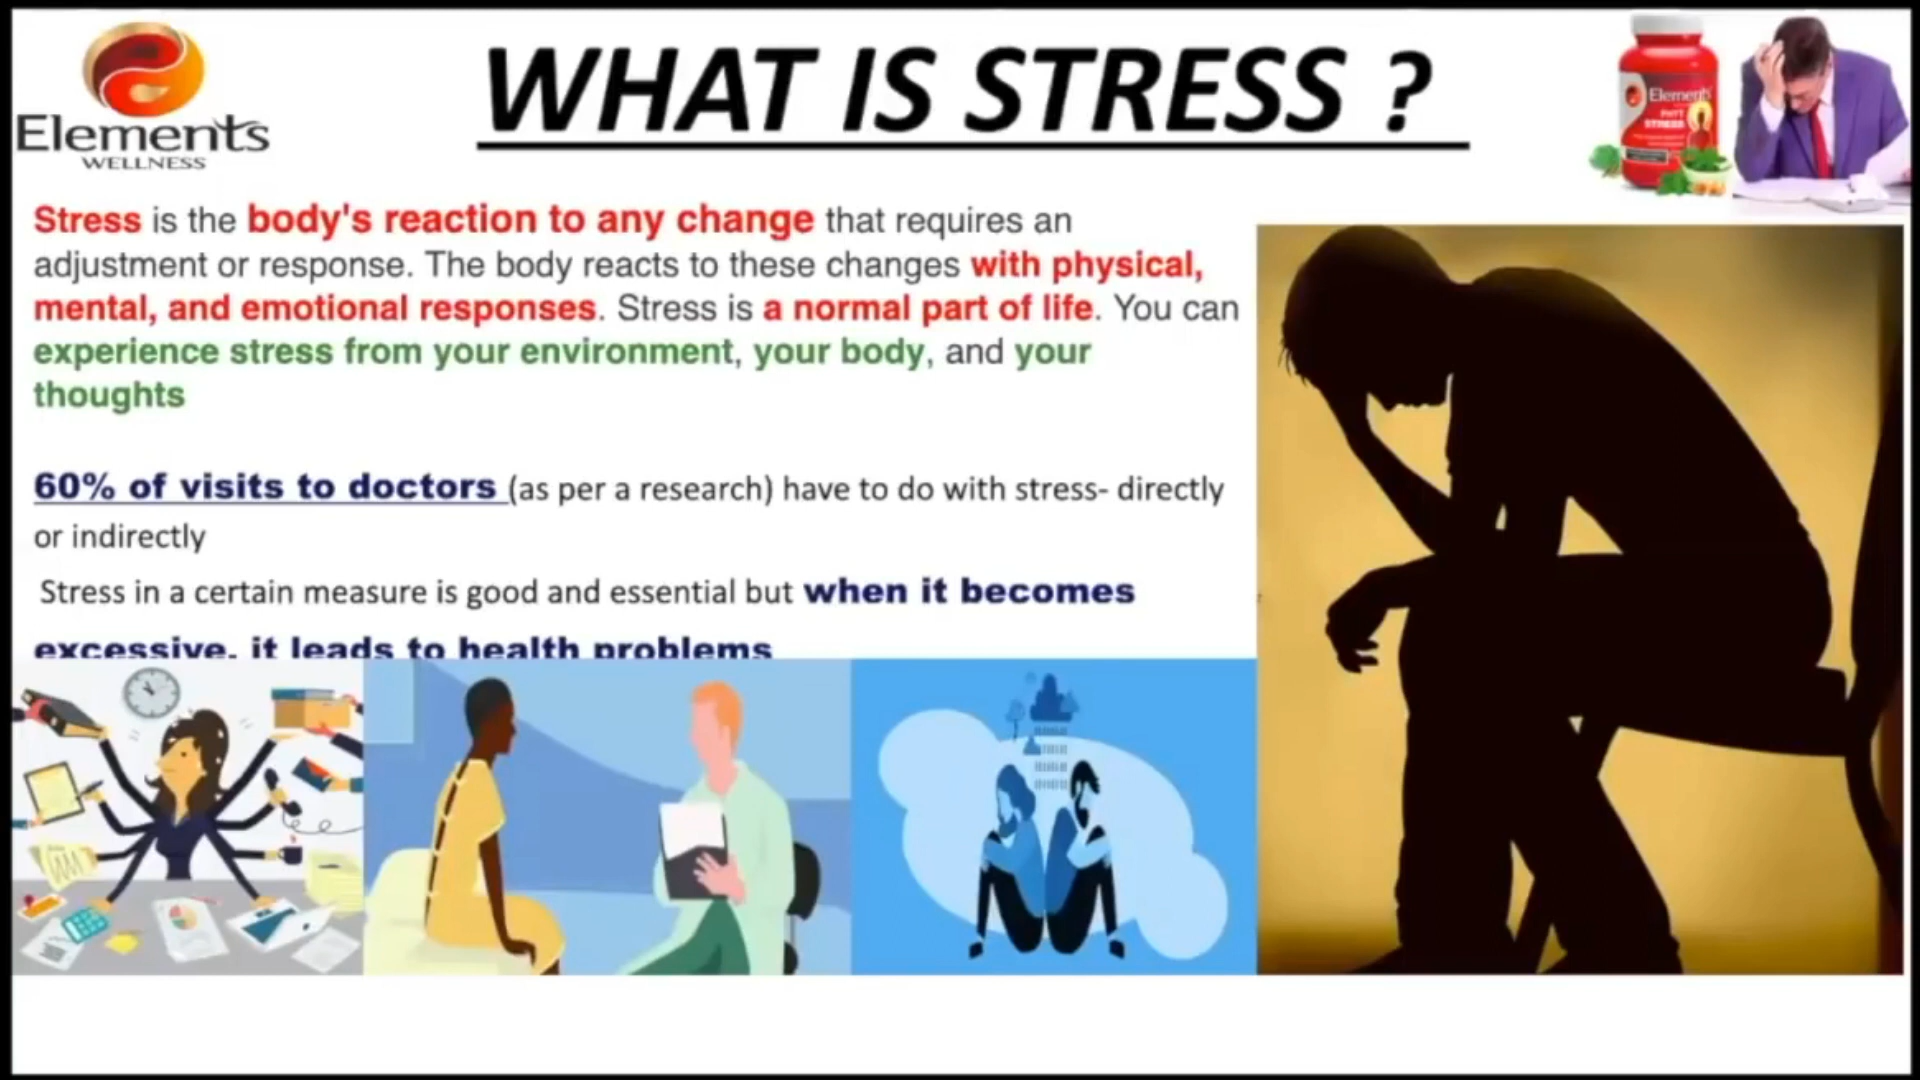 Elements
WELLNESS
WHAT IS STRESS ?
Elements
PHYT
STRESS
Stress is the body's reaction to any change that requires an
adjustment or response. The body reacts to these changes with physical,
mental, and emotional responses. Stress is a normal part of life. You can
experience stress from your environment, your body, and your
thoughts
60% of visits to doctors (as per a research) have to do with stress- directly
or indirectly
Stress in a certain measure is good and essential but when it becomes
excessive, it leads to health problems